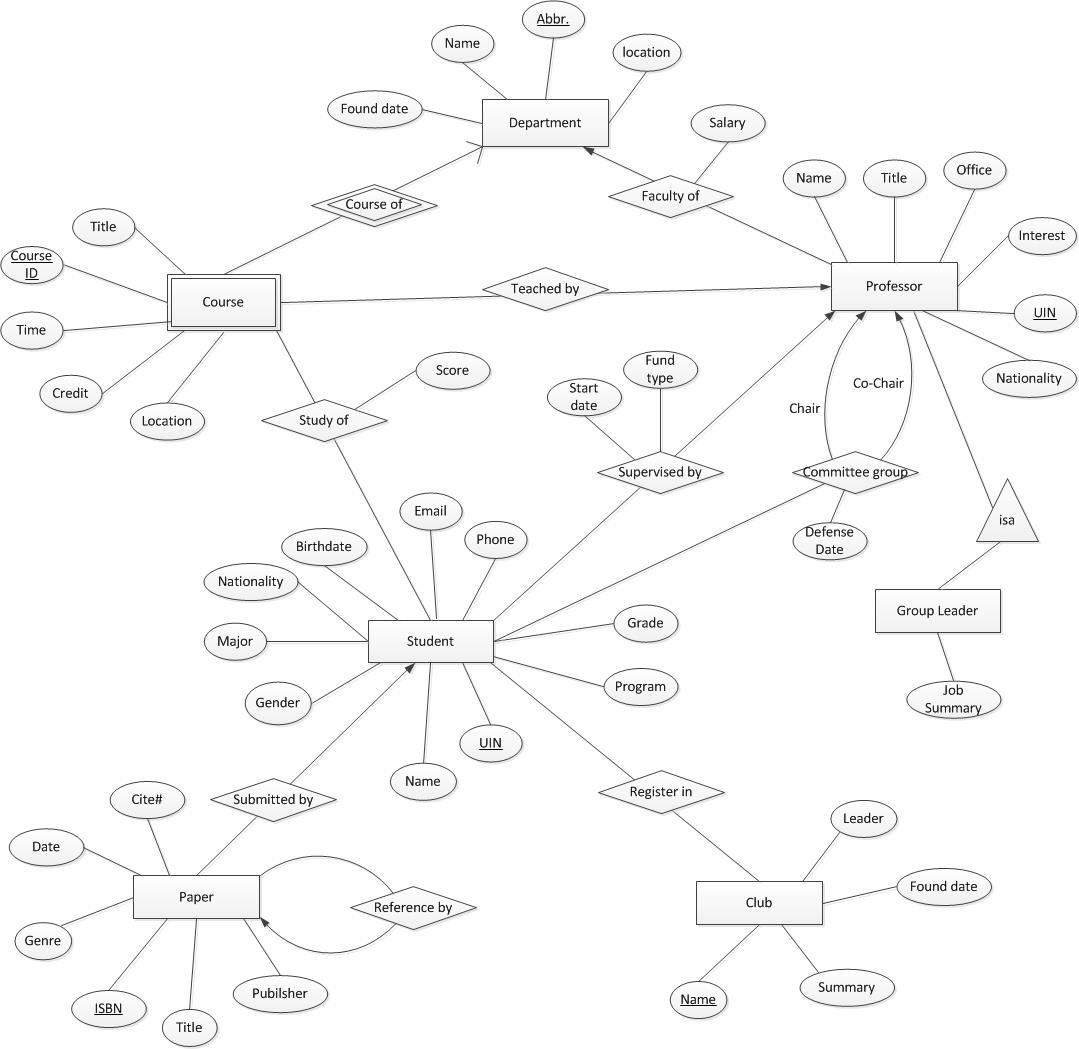 Abbr.
Name
location
Found date
Department
Salary
Faculty of
Name
Title
Office
Course of
Title
Interest
Course
ID
Course
Teached by
Professor
Time
UIN
Credit
Location
Score
Study of
Start
date
Fund
type
Chair
Co-Chair
Nationality
Supervised by
Committee group
Defense
Date
isa
Email
Birthdate
Phone
Nationality
Major
Student
Grade
Group Leader
Gender
Program
Job
Summary
UIN
Name
Cite#
Submitted by
Register in
Date
Leader
Paper
Reference by
Club
Found date
Genre
ISBN
Title
Pubilsher
Name
Summary